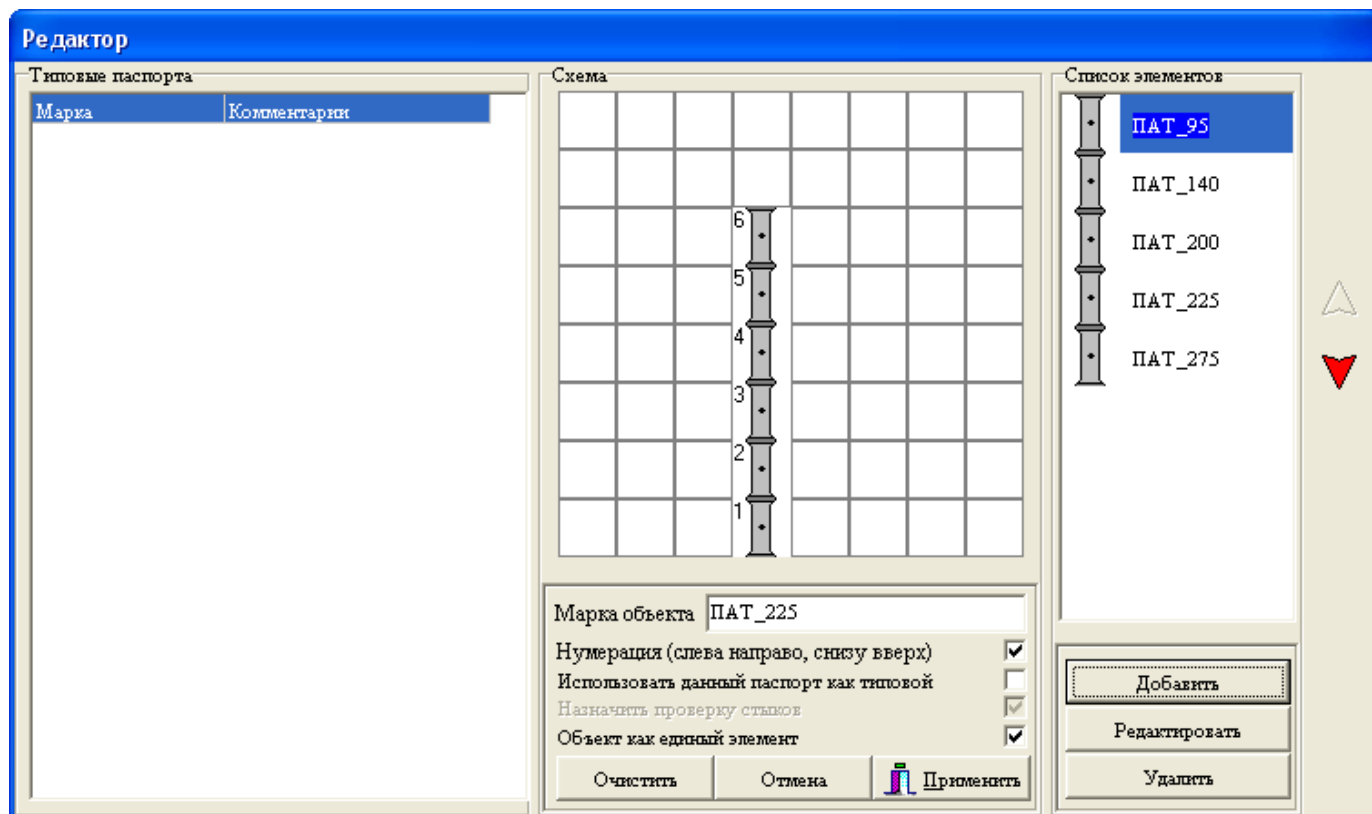 Редактор
Типовые паспорта
Марка Комментарии
Схема
6
5
4
3
2
1
Марка объекта ПАТ_225
Нумерация (слева направо, снизу вверх)
Использовать данный паспорт как типовой
Назначить проверку стыков
Объект как единый элемент
Очистить Отмена Применить
Список элементов
ПАТ_95
ПАТ_140
ПАТ_200
ПАТ_225
ПАТ_275
Добавить
Редактировать
Удалить